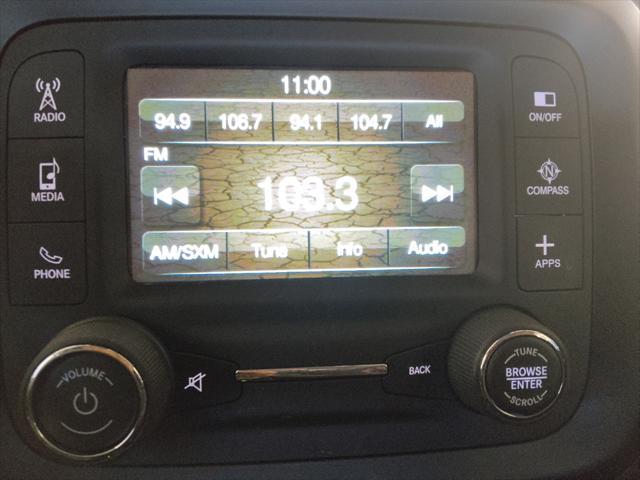 11:00
94.9 106.7 94.1 104.7 All
FM
103.3
AM/SXM Tune Info Audio
RADIO
MEDIA
PHONE
ON/OFF
COMPASS
APPS
VOLUME
BACK
TUNE
BROWSE
ENTER
SCROLL